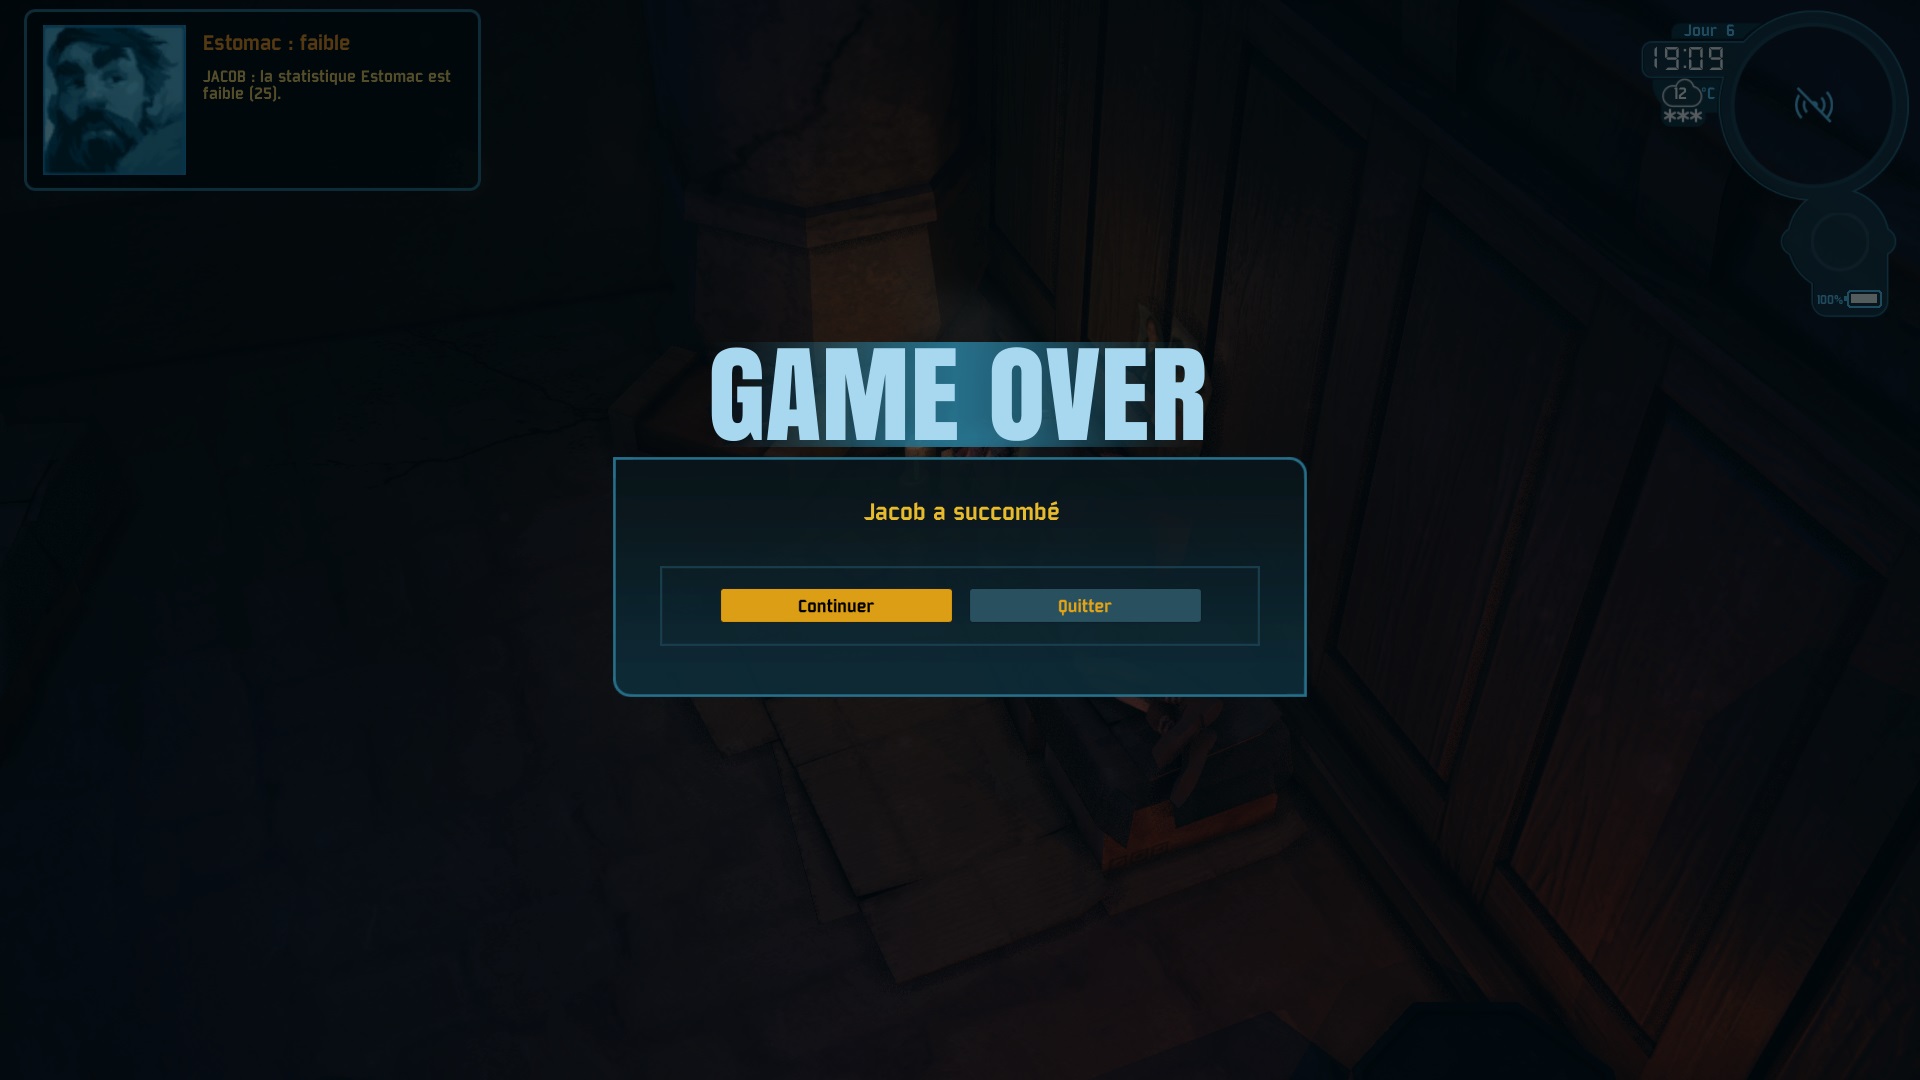 Estomac : faible
JACOB : la statistique Estomac est
faible (25).
Jour 6
19:09
12 °C
***
100%
GAME OVER
Jacob a succombé
Continuer
Quitter